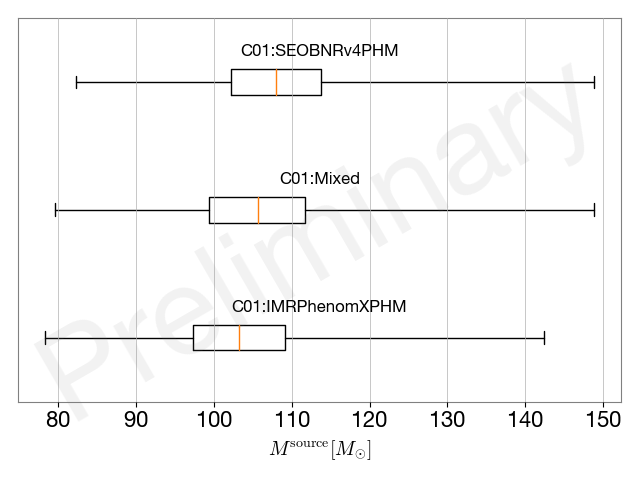 C01:SEOBNRv4PHM
C01:Mixed
C01:IMRPhenomXPHM
Preliminary
80 90 100 110 120 130 140 150
M^source[M_⊙]